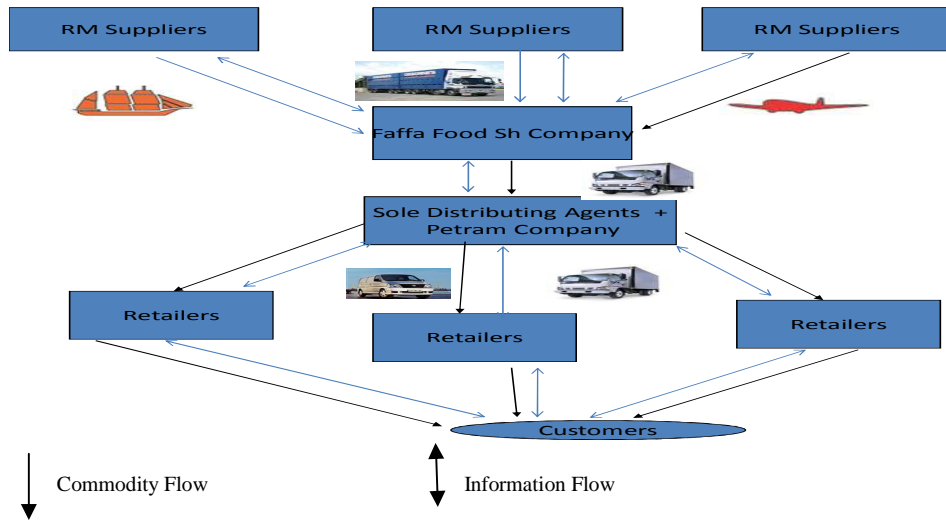 RM Suppliers
RM Suppliers
RM Suppliers
Faffa Food Sh Company
Sole Distributing Agents +
Petram Company
Retailers
Retailers
Retailers
Customers
Commodity Flow
Information Flow